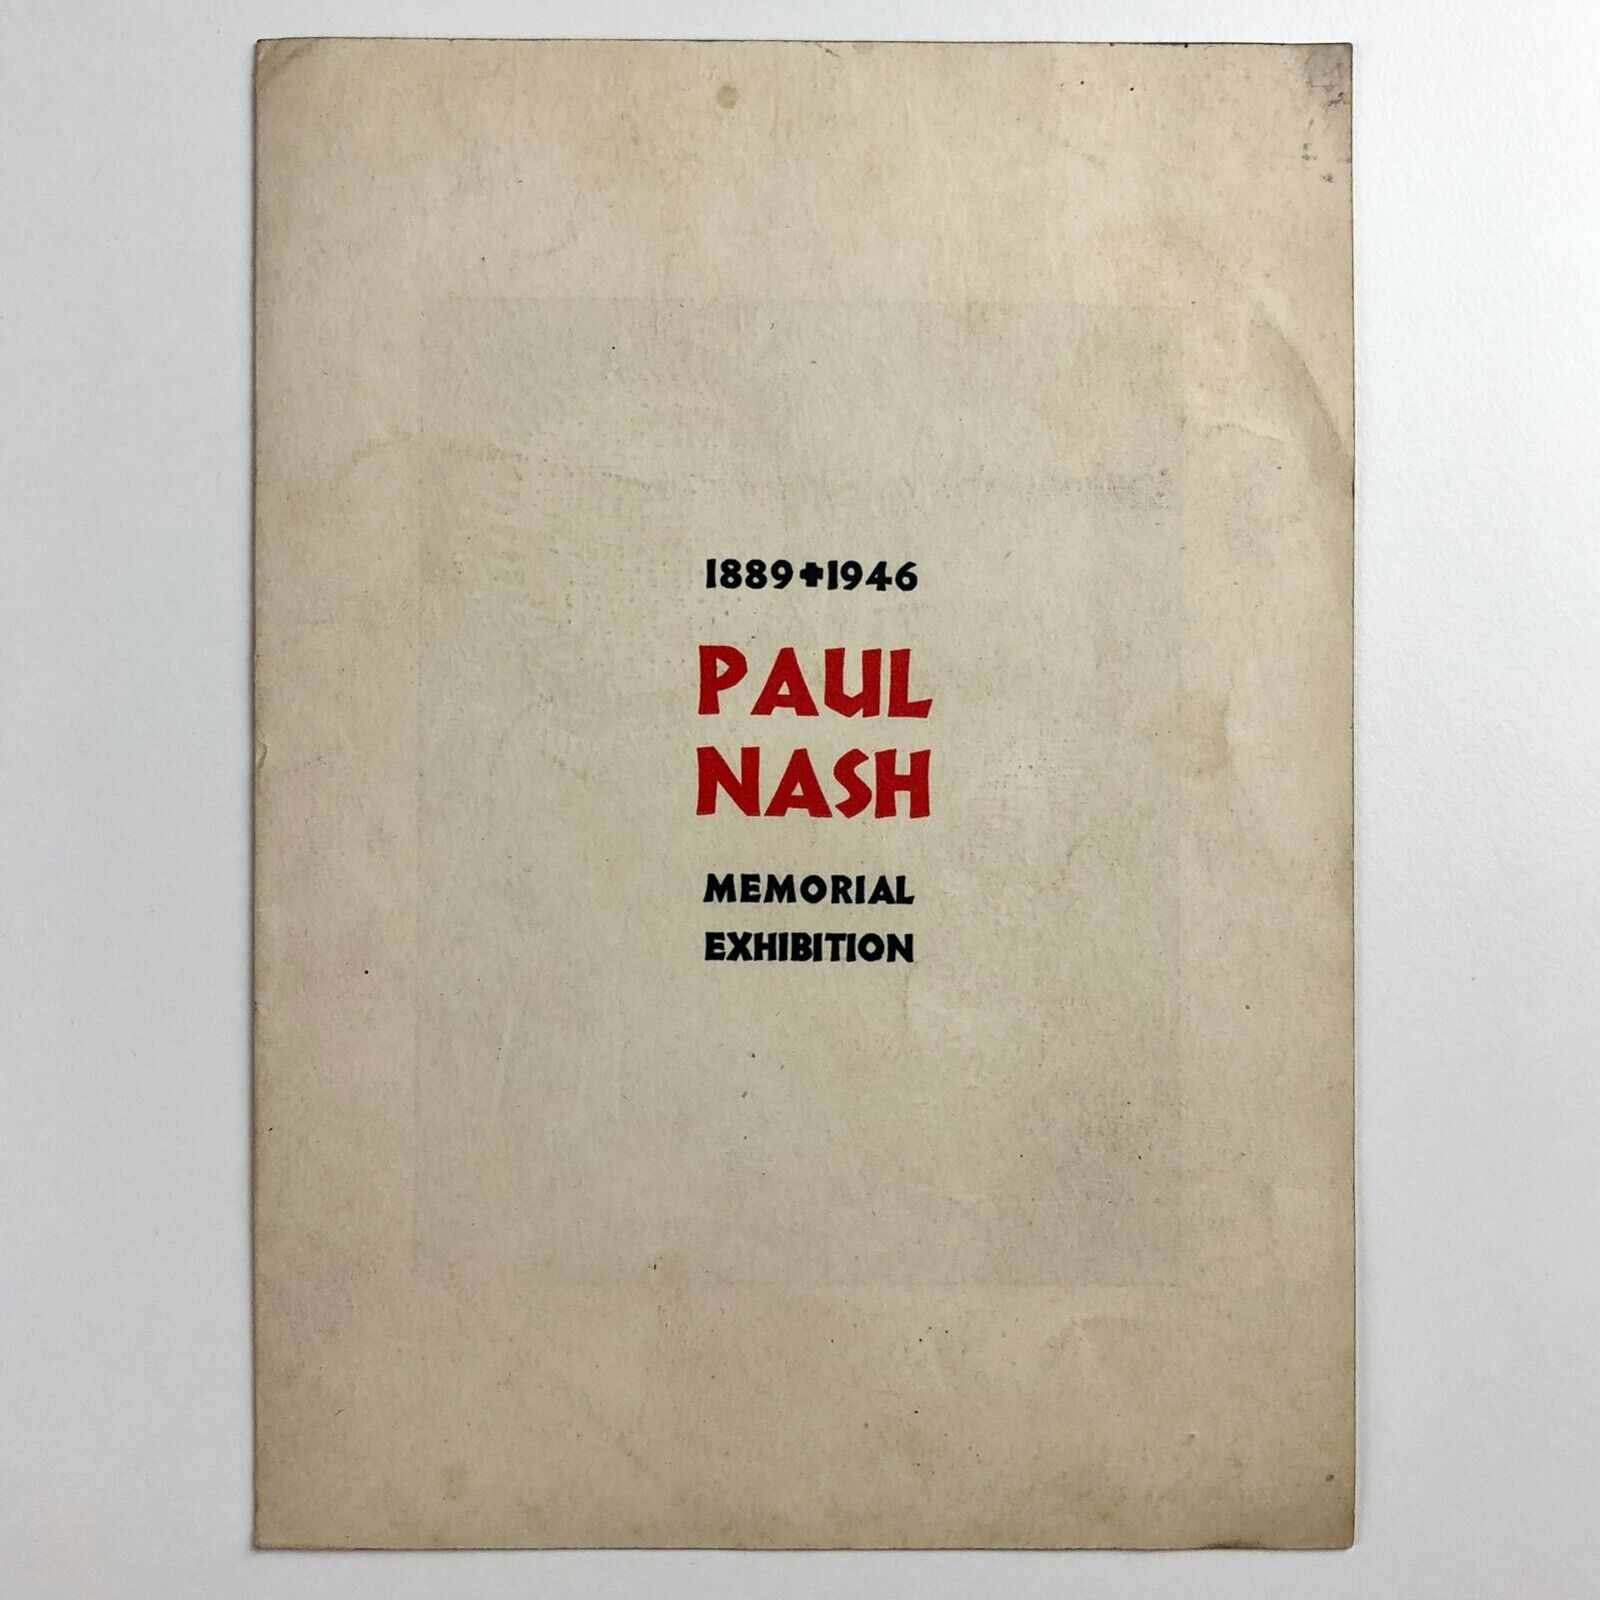 1889✚1946
PAUL
NASH
MEMORIAL
EXHIBITION